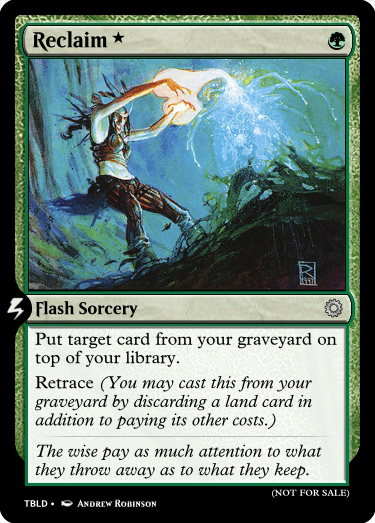 Reclaim ★
Flash Sorcery
Put target card from your graveyard on
top of your library.
Retrace (You may cast this from your
graveyard by discarding a land card in
addition to paying its other costs.)
The wise pay as much attention to what
they throw away as to what they keep.
(NOT FOR SALE)
TBLD • Andrew Robinson